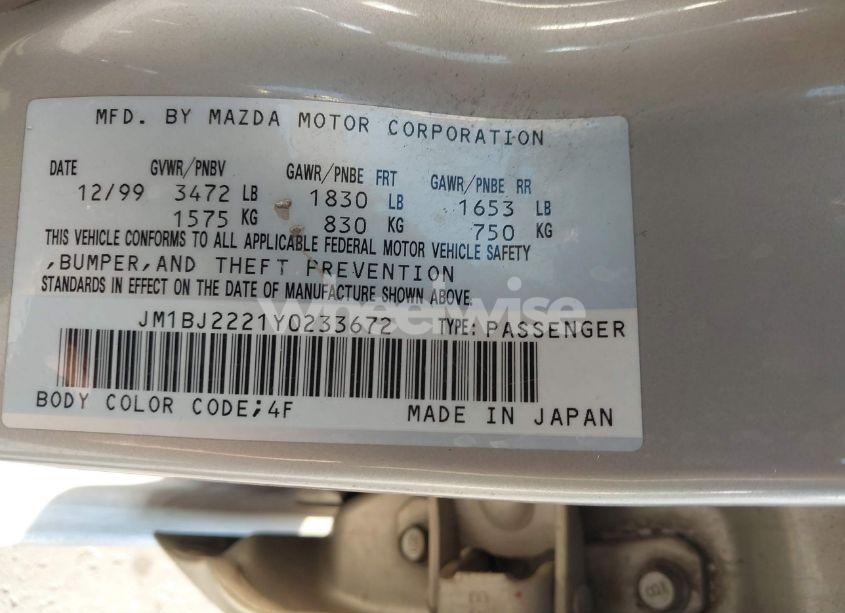 MFD. BY MAZDA MOTOR CORPORATION
DATE GVWR/PNBV GAWR/PNBE FRT GAWR/PNBE RR
12/99 3472 LB 1830 LB 1653 LB
1575 KG 830 KG 750 KG
THIS VEHICLE CONFORMS TO ALL APPLICABLE FEDERAL MOTOR VEHICLE SAFETY
,BUMPER,AND THEFT PREVENTION
STANDARDS IN EFFECT ON THE DATE OF MANUFACTURE SHOWN ABOVE.
Wheelwise
JM1BJ2221Y0233672 TYPE: PASSENGER
BODY COLOR CODE;4F MADE IN JAPAN
8